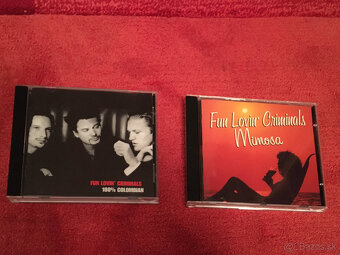 FUN LOVIN' CRIMINALS
100% COLOMBIAN
Fun Lovin' Criminals
Mimosa